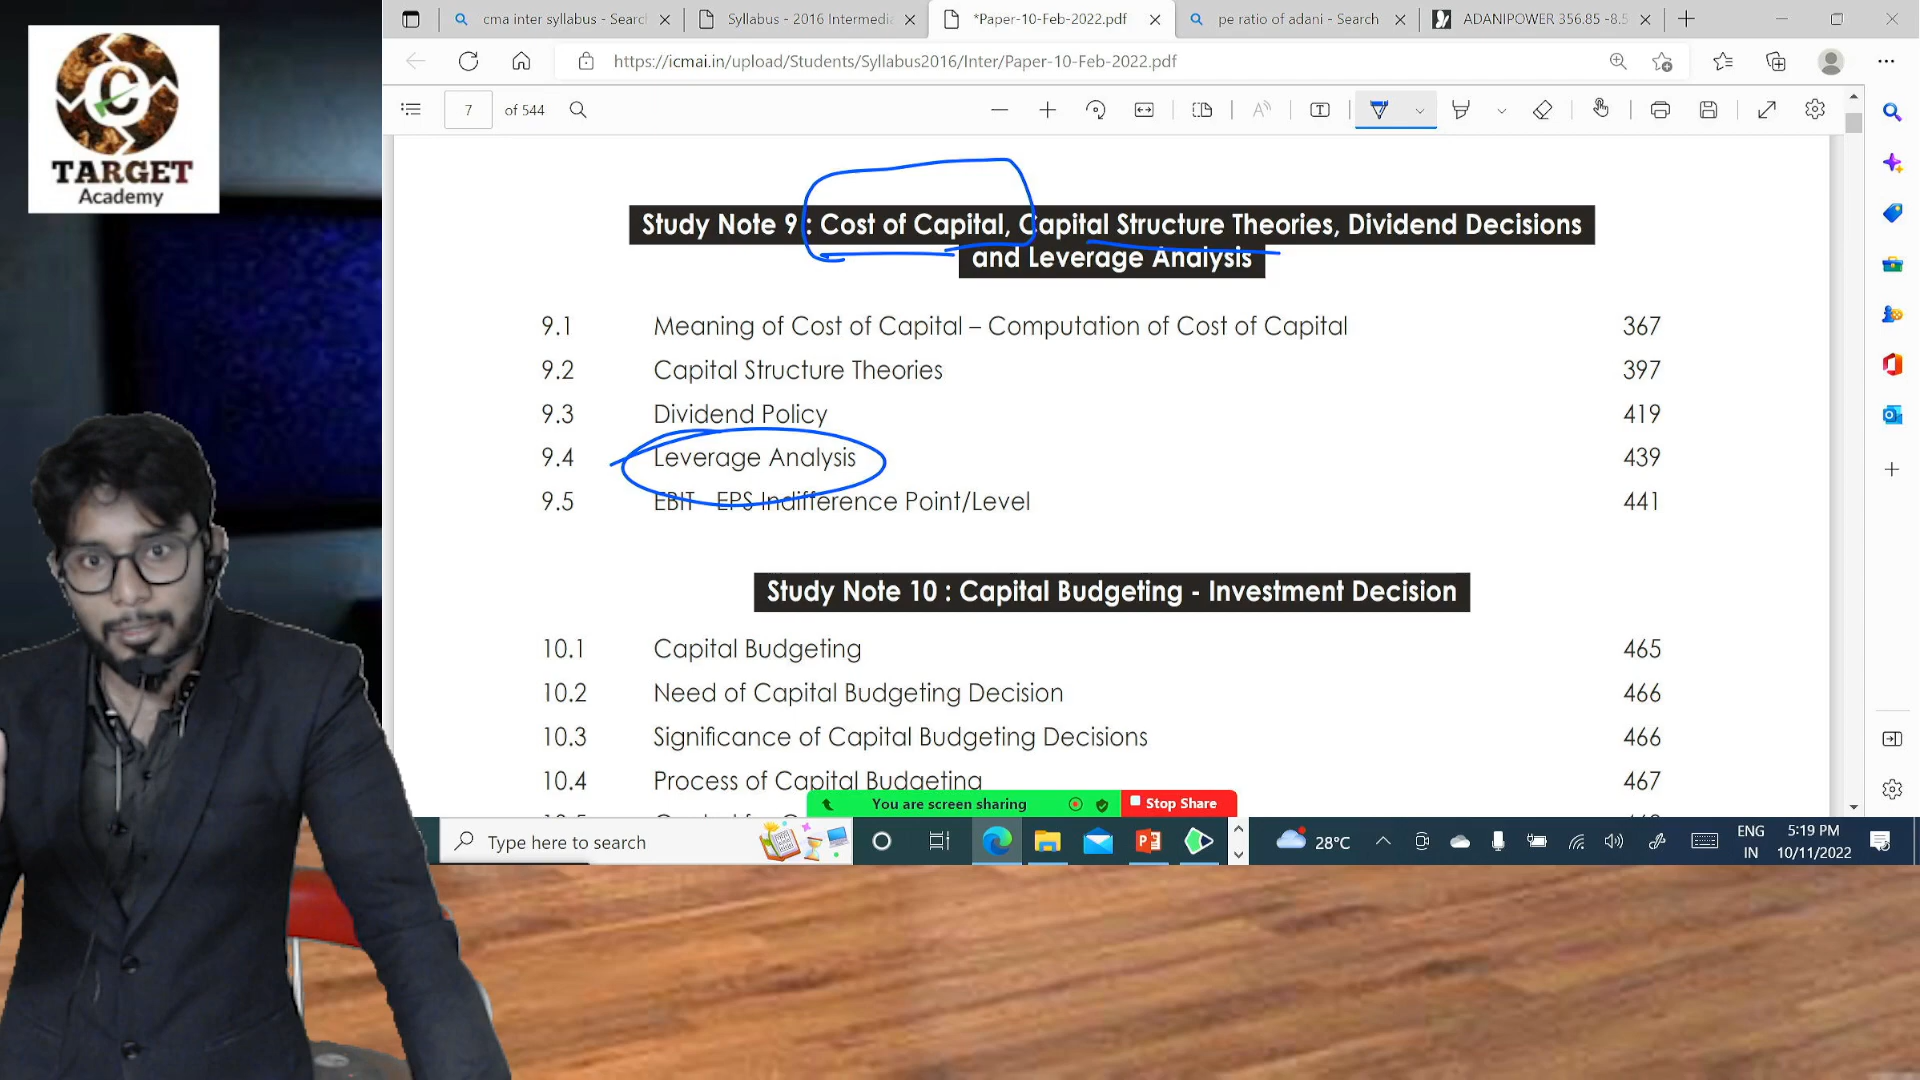 TARGET
Academy
cma inter syllabus - Searc
Syllabus - 2016 Intermedia
*Paper-10-Feb-2022.pdf
pe ratio of adani - Search
ADANIPOWER 356.85 -8.5
https://icmai.in/upload/Students/Syllabus2016/Inter/Paper-10-Feb-2022.pdf
7 of 544
Study Note 9 : Cost of Capital, Capital Structure Theories, Dividend Decisions
and Leverage Analysis
9.1 Meaning of Cost of Capital – Computation of Cost of Capital 367
9.2 Capital Structure Theories 397
9.3 Dividend Policy 419
9.4 Leverage Analysis 439
9.5 EBIT - EPS Indifference Point/Level 441
Study Note 10 : Capital Budgeting - Investment Decision
10.1 Capital Budgeting 465
10.2 Need of Capital Budgeting Decision 466
10.3 Significance of Capital Budgeting Decisions 466
10.4 Process of Capital Budgeting 467
You are screen sharing
Stop Share
Type here to search
28°C
ENG
IN
5:19 PM
10/11/2022